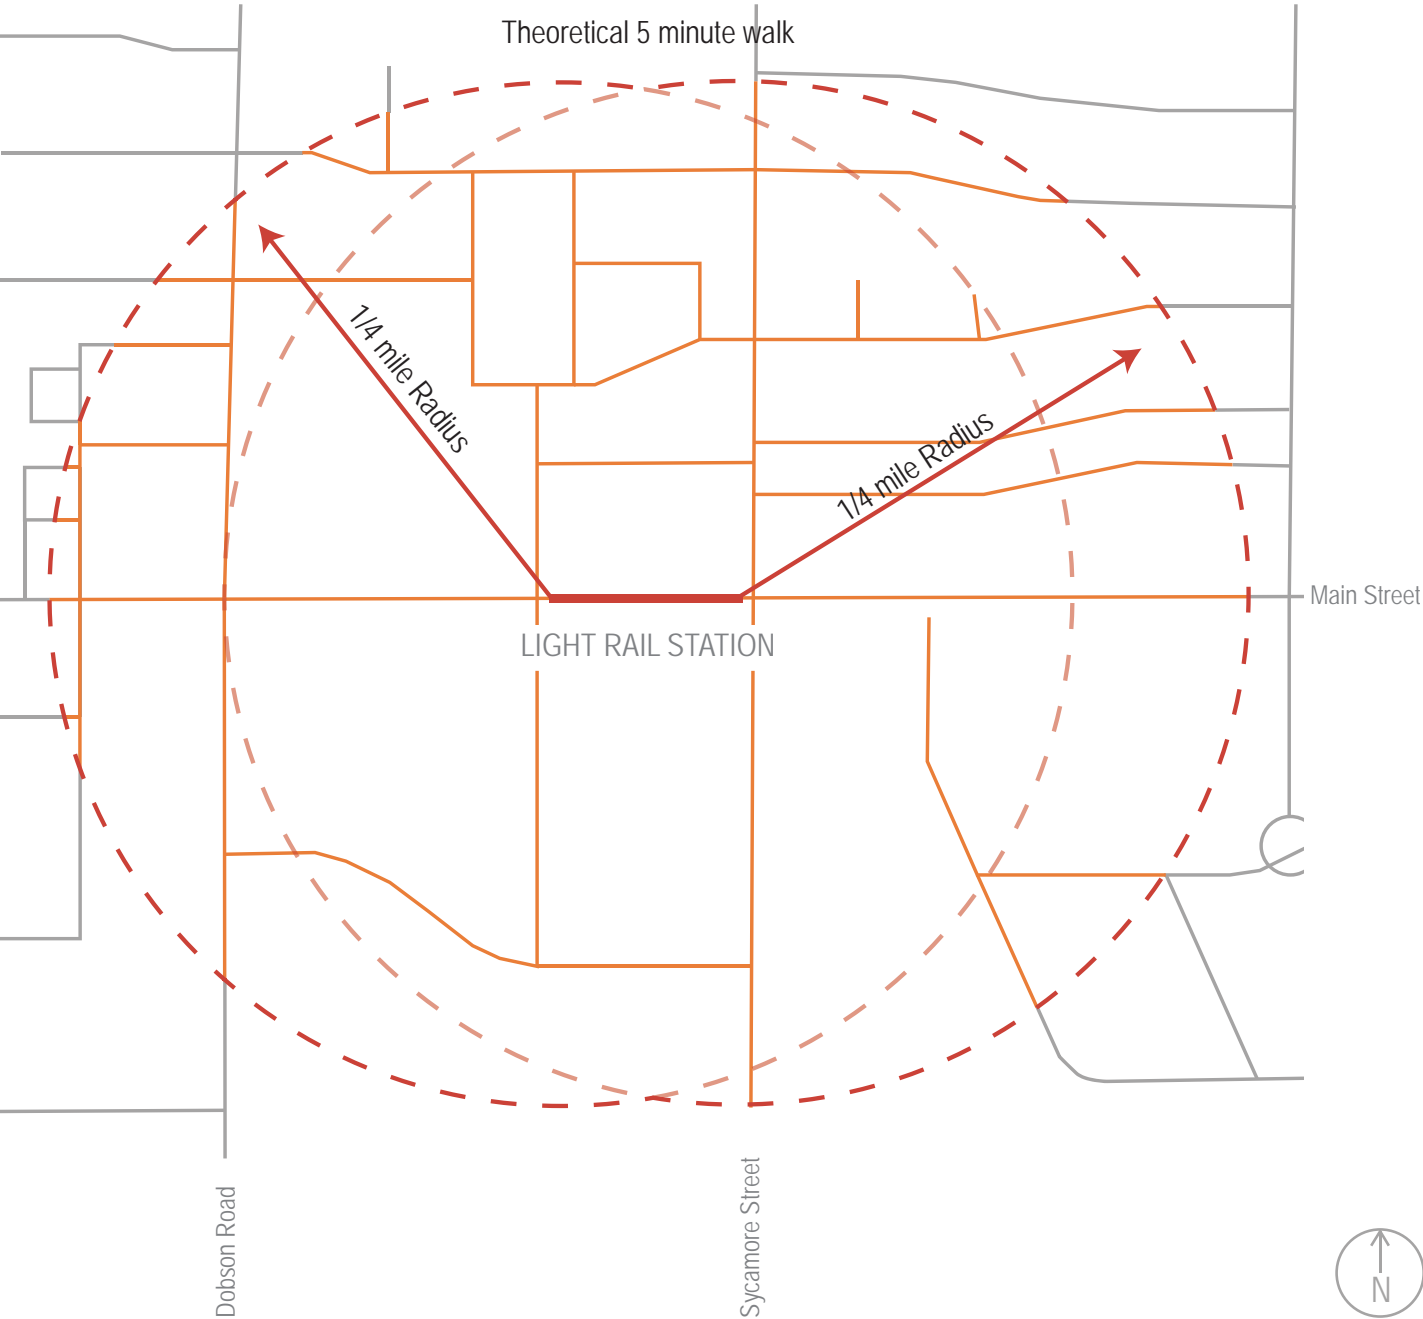 Theoretical 5 minute walk
1/4 mile Radius
1/4 mile Radius
Main Street
LIGHT RAIL STATION
Dobson Road
Sycamore Street
N